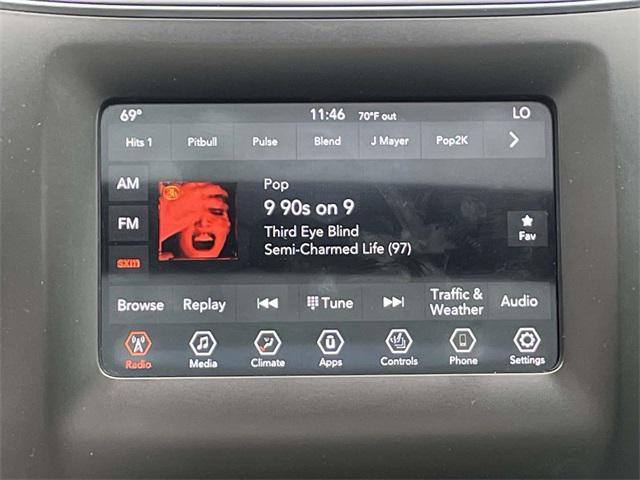 69° 11:46 70°F out LO
Hits 1 Pitbull Pulse Blend J Mayer Pop2K >
AM
Pop
FM
9 90s on 9
Third Eye Blind
Semi-Charmed Life (97)
Fav
sxm
Browse Replay Tune Traffic & Weather Audio
Radio Media Climate Apps Controls Phone Settings